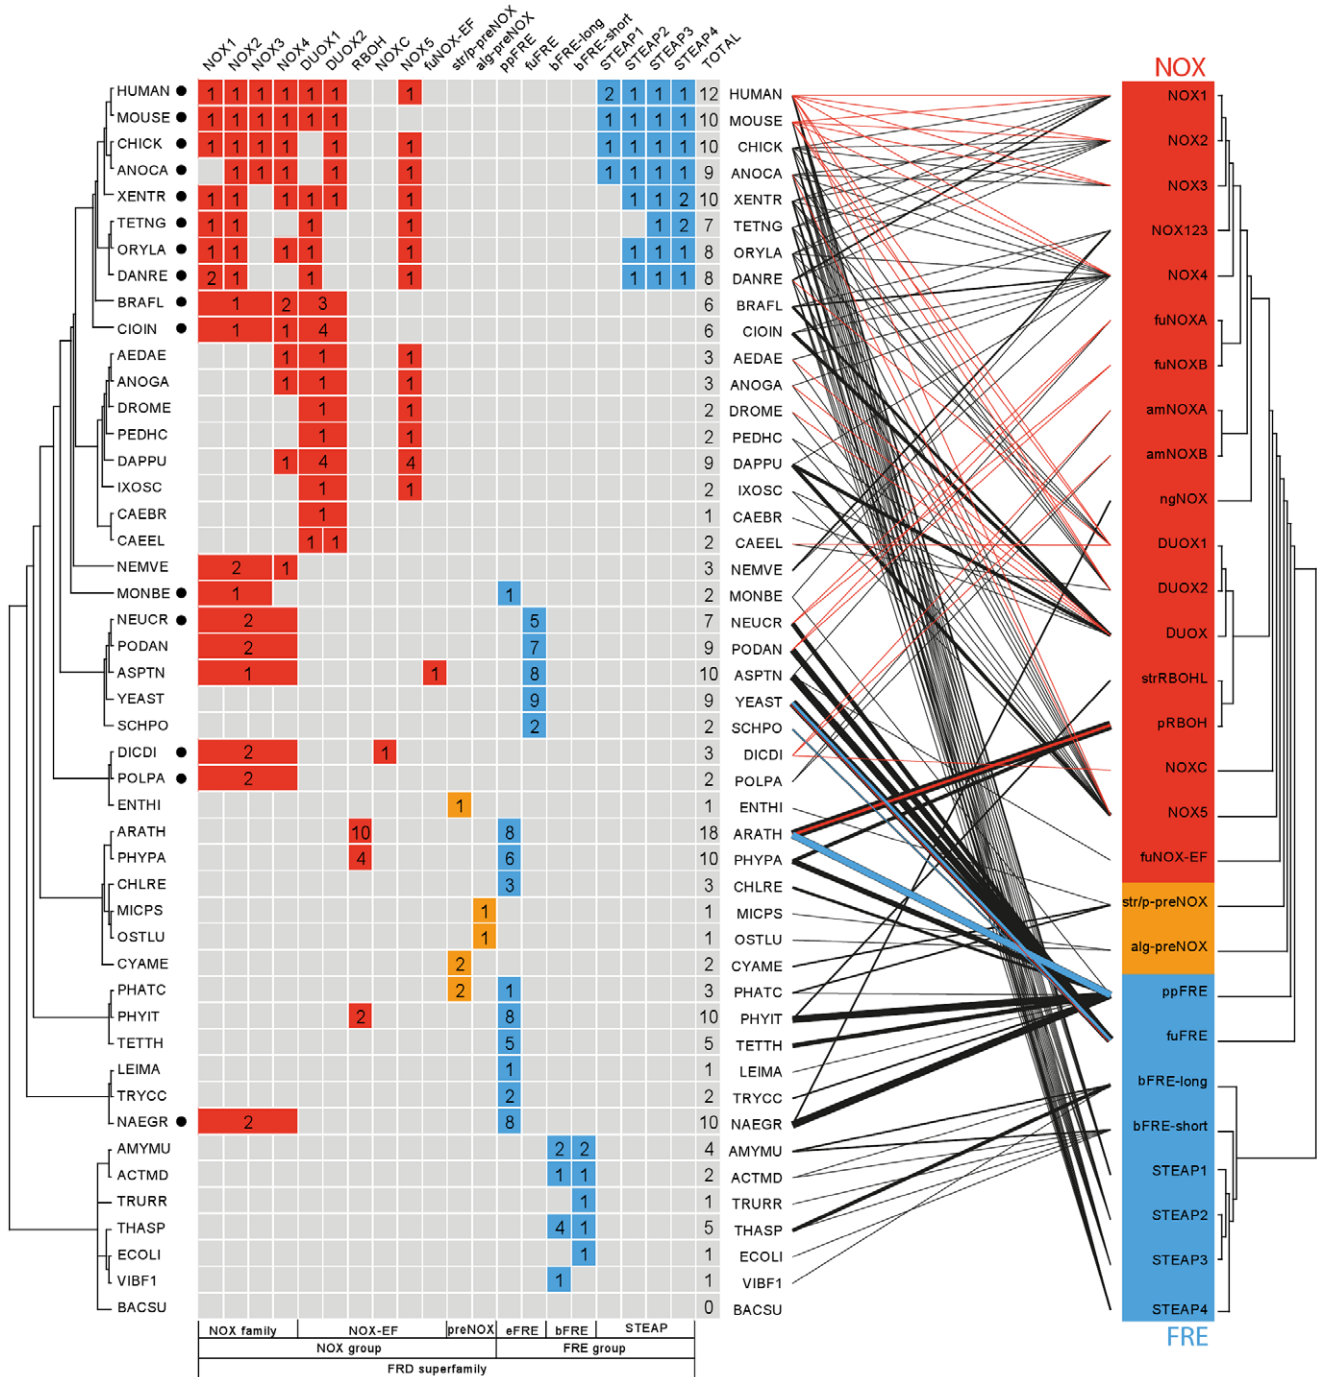 NOX1 NOX2 NOX3 NOX4 DUOX1 DUOX2 RBOH NOXC NOX5 fuNOX-EF str/p-preNOX alg-preNOX ppFRE fuFRE bFRE-long bFRE-short STEAP1 STEAP2 STEAP3 STEAP4 TOTAL
HUMAN 1 1 1 1 1 1 1 2 1 1 1 12
MOUSE 1 1 1 1 1 1 1 1 1 1 10
CHICK 1 1 1 1 1 1 1 1 1 1 10
ANOCA 1 1 1 1 1 1 1 1 1 9
XENTR 1 1 1 1 1 1 1 1 2 10
TETNG 1 1 1 1 1 2 7
ORYLA 1 1 1 1 1 1 1 1 8
DANRE 2 1 1 1 1 1 1 8
BRAFL 1 2 3 6
CIOIN 1 1 4 6
AEDAE 1 1 1 3
ANOGA 1 1 1 3
DROME 1 1 2
PEDHC 1 1 2
DAPPU 1 4 4 9
IXOSC 1 1 2
CAEBR 1 1
CAEEL 1 1 2
NEMVE 2 1 3
MONBE 1 1 2
NEUCR 2 5 7
PODAN 2 7 9
ASPTN 1 1 8 10
YEAST 9 9
SCHPO 2 2
DICDI 2 1 3
POLPA 2 2
ENTHI 1 1
ARATH 10 8 18
PHYPA 4 6 10
CHLRE 3 3
MICPS 1 1
OSTLU 1 1
CYAME 2 2
PHATC 2 1 3
PHYIT 2 8 10
TETTH 5 5
LEIMA 1 1
TRYCC 2 2
NAEGR 2 8 10
AMYMU 2 2 4
ACTMD 1 1 2
TRURR 1 1
THASP 4 1 5
ECOLI 1 1
VIBF1 1 1
BACSU 0
NOX family NOX-EF preNOX eFRE bFRE STEAP
NOX group FRE group
FRD superfamily
HUMAN
MOUSE
CHICK
ANOCA
XENTR
TETNG
ORYLA
DANRE
BRAFL
CIOIN
AEDAE
ANOGA
DROME
PEDHC
DAPPU
IXOSC
CAEBR
CAEEL
NEMVE
MONBE
NEUCR
PODAN
ASPTN
YEAST
SCHPO
DICDI
POLPA
ENTHI
ARATH
PHYPA
CHLRE
MICPS
OSTLU
CYAME
PHATC
PHYIT
TETTH
LEIMA
TRYCC
NAEGR
AMYMU
ACTMD
TRURR
THASP
ECOLI
VIBF1
BACSU
NOX
NOX1
NOX2
NOX3
NOX123
NOX4
fuNOXA
fuNOXB
amNOXA
amNOXB
ngNOX
DUOX1
DUOX2
DUOX
strRBOHL
pRBOH
NOXC
NOX5
fuNOX-EF
str/p-preNOX
alg-preNOX
ppFRE
fuFRE
bFRE-long
bFRE-short
STEAP1
STEAP2
STEAP3
STEAP4
FRE